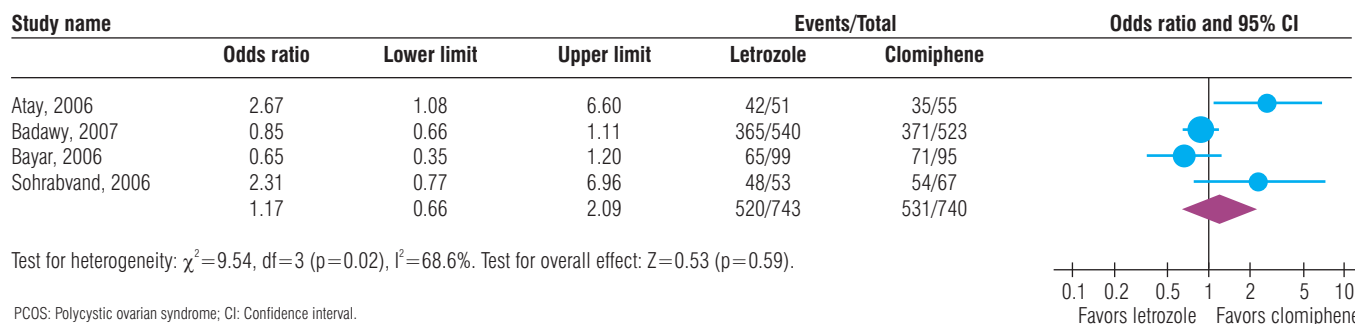 Study name Events/Total Odds ratio and 95% CI
Odds ratio Lower limit Upper limit Letrozole Clomiphene
Atay, 2006 2.67 1.08 6.60 42/51 35/55
Badawy, 2007 0.85 0.66 1.11 365/540 371/523
Bayar, 2006 0.65 0.35 1.20 65/99 71/95
Sohrabvand, 2006 2.31 0.77 6.96 48/53 54/67
1.17 0.66 2.09 520/743 531/740
Test for heterogeneity: χ²=9.54, df=3 (p=0.02), I²=68.6%. Test for overall effect: Z=0.53 (p=0.59).
0.1 0.2 0.5 1 2 5 10
Favors letrozole Favors clomiphene
PCOS: Polycystic ovarian syndrome; CI: Confidence interval.